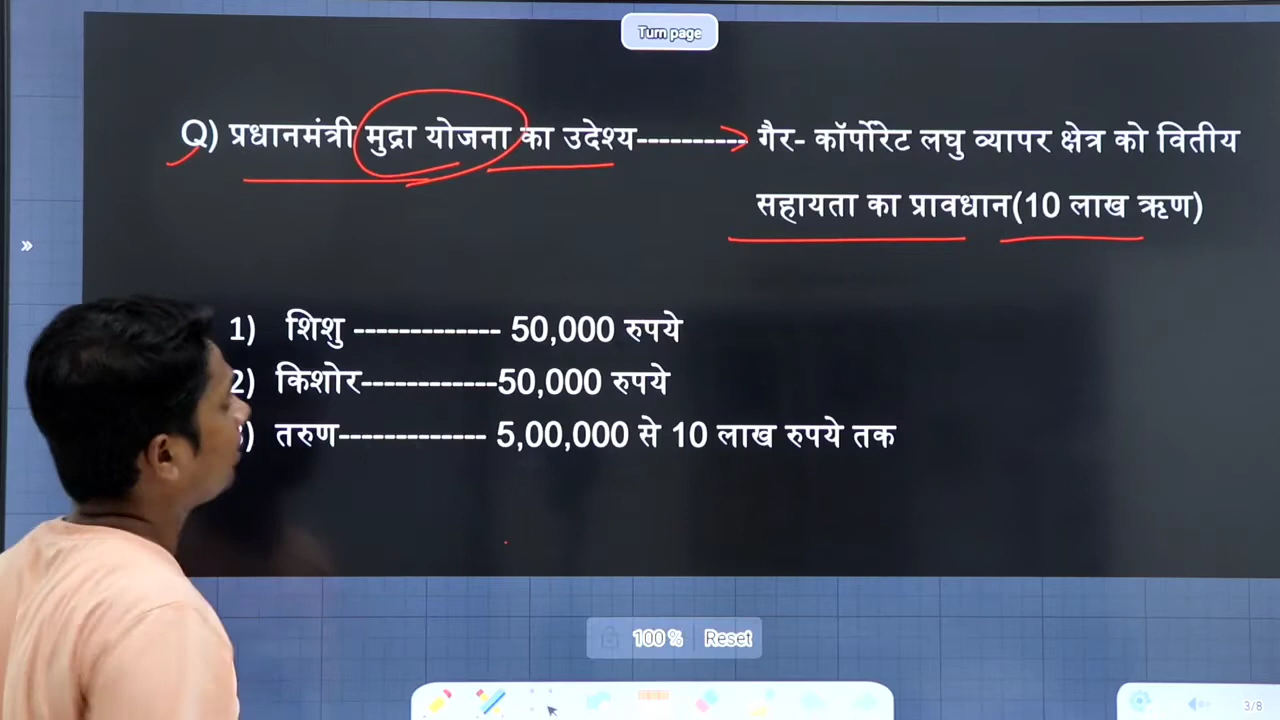 Turn page
Q) प्रधानमंत्री मुद्रा योजना का उदेश्य---------- गैर- कॉर्पोरेट लघु व्यापर क्षेत्र को वितीय
सहायता का प्रावधान(10 लाख ऋण)
»
1) शिशु ------------- 50,000 रुपये
2) किशोर------------50,000 रुपये
3) तरुण------------- 5,00,000 से 10 लाख रुपये तक
100 % Reset
3/8